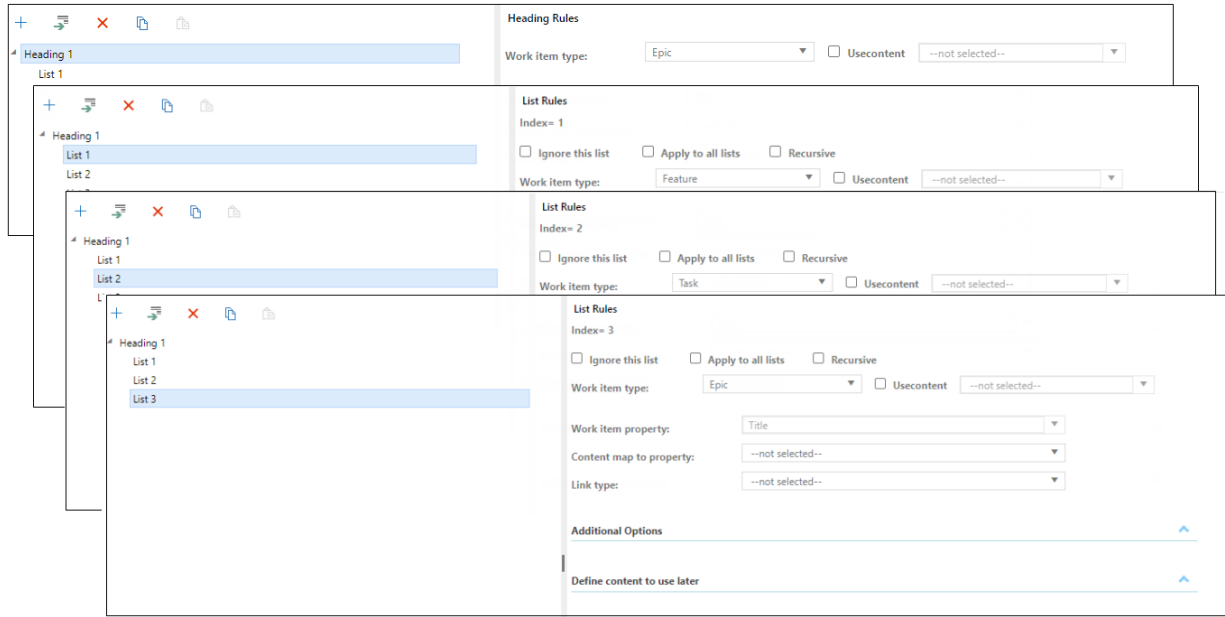 Heading Rules
Heading 1
List 1
Work item type: Epic Usecontent --not selected--
List Rules
Index= 1
Heading 1
List 1
List 2
Ignore this list Apply to all lists Recursive
Work item type: Feature Usecontent --not selected--
List Rules
Index= 2
Heading 1
List 1
List 2
Ignore this list Apply to all lists Recursive
Work item type: Task Usecontent --not selected--
List Rules
Index= 3
Heading 1
List 1
List 2
List 3
Ignore this list Apply to all lists Recursive
Work item type: Epic Usecontent --not selected--
Work item property: Title
Content map to property: --not selected--
Link type: --not selected--
Additional Options
Define content to use later